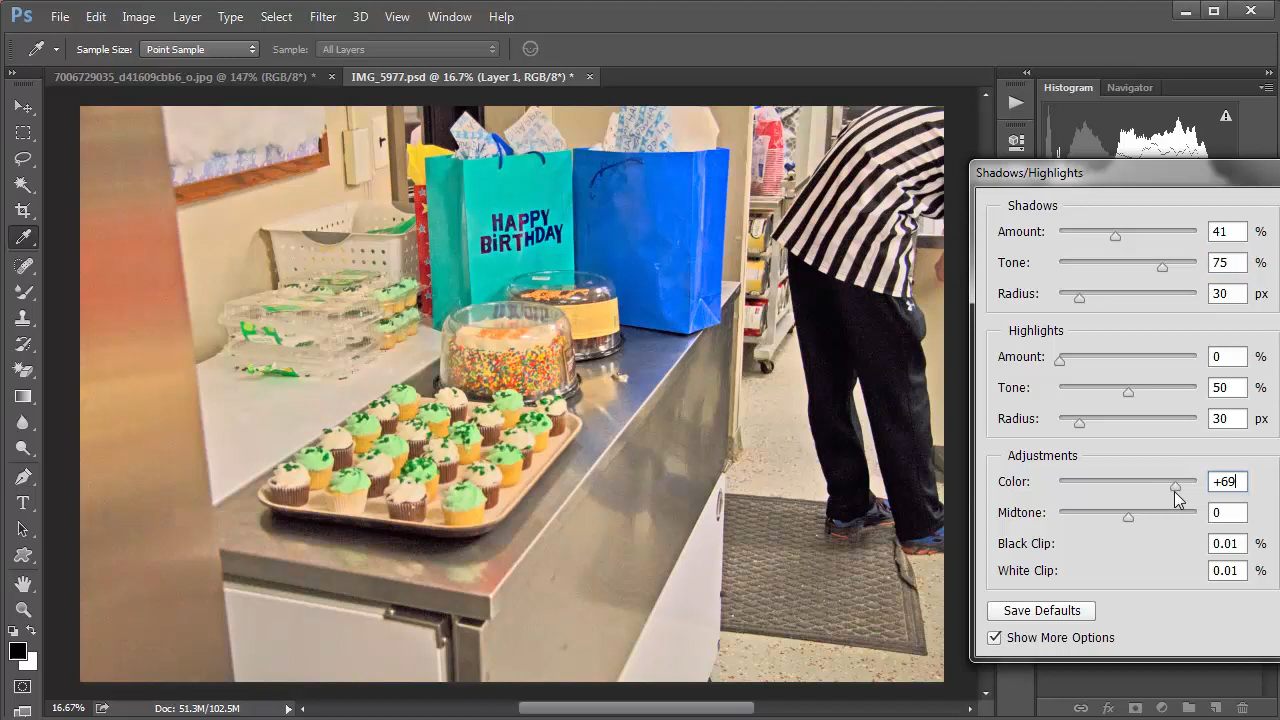 Ps File Edit Image Layer Type Select Filter 3D View Window Help
Sample Size: Point Sample Sample: All Layers
7006729035_d41609cbb6_o.jpg @ 147% (RGB/8*) * × IMG_5977.psd @ 16.7% (Layer 1, RGB/8*) * ×
Histogram Navigator
HAPPY
BiRTHDAY
Shadows/Highlights
Shadows
Amount: 41 %
Tone: 75 %
Radius: 30 px
Highlights
Amount: 0 %
Tone: 50 %
Radius: 30 px
Adjustments
Color: +69
Midtone: 0
Black Clip: 0.01 %
White Clip: 0.01 %
Save Defaults
Show More Options
T
fx
16.67% Doc: 51.3M/102.5M